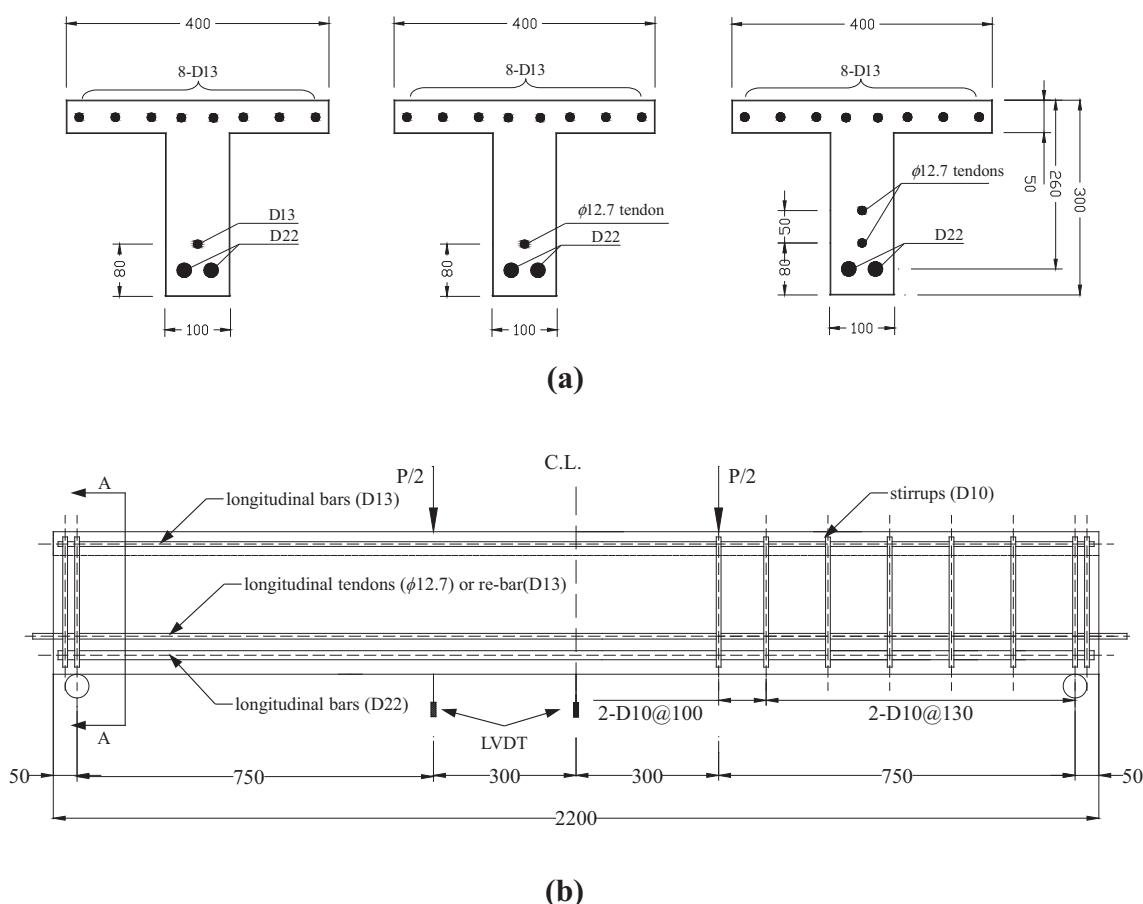 400
400
400
8-D13
8-D13
8-D13
D13
D22
80
100
ϕ12.7 tendon
D22
80
100
ϕ12.7 tendons
D22
50
80
100
50
260
300
(a)
C.L.
P/2
P/2
A
longitudinal bars (D13)
stirrups (D10)
longitudinal tendons (ϕ12.7) or re-bar(D13)
longitudinal bars (D22)
2-D10@100
2-D10@130
A
LVDT
50
750
300
300
750
50
2200
(b)